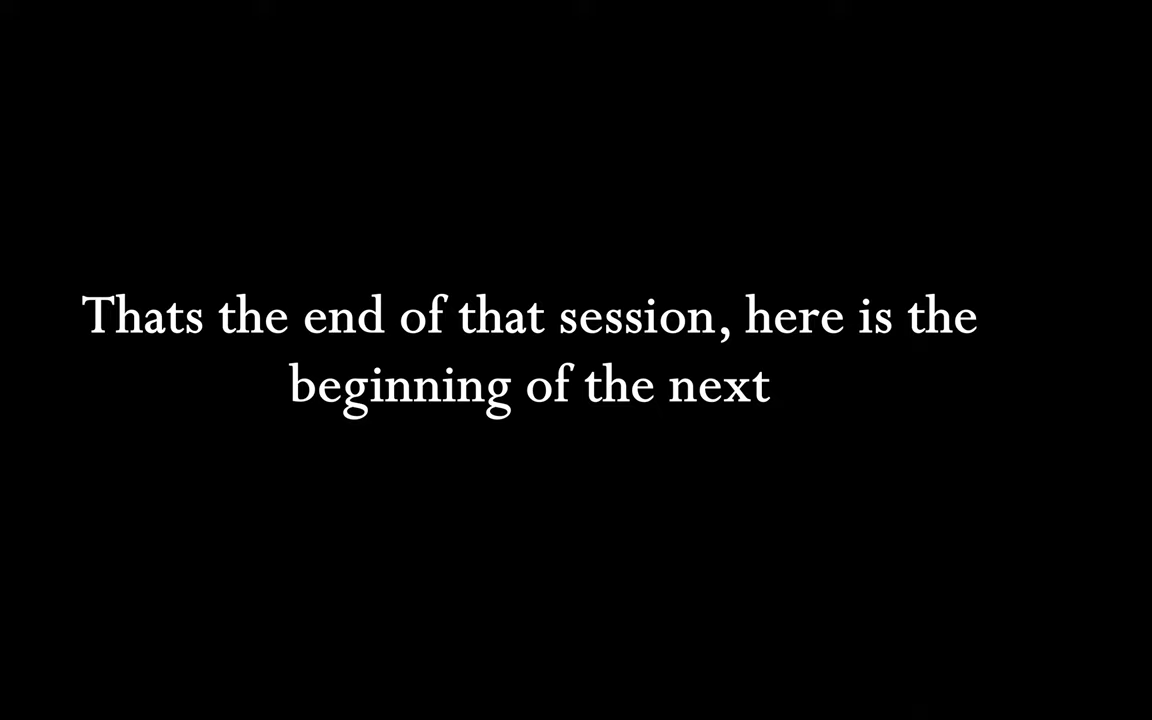 Thats the end of that session, here is the
beginning of the next